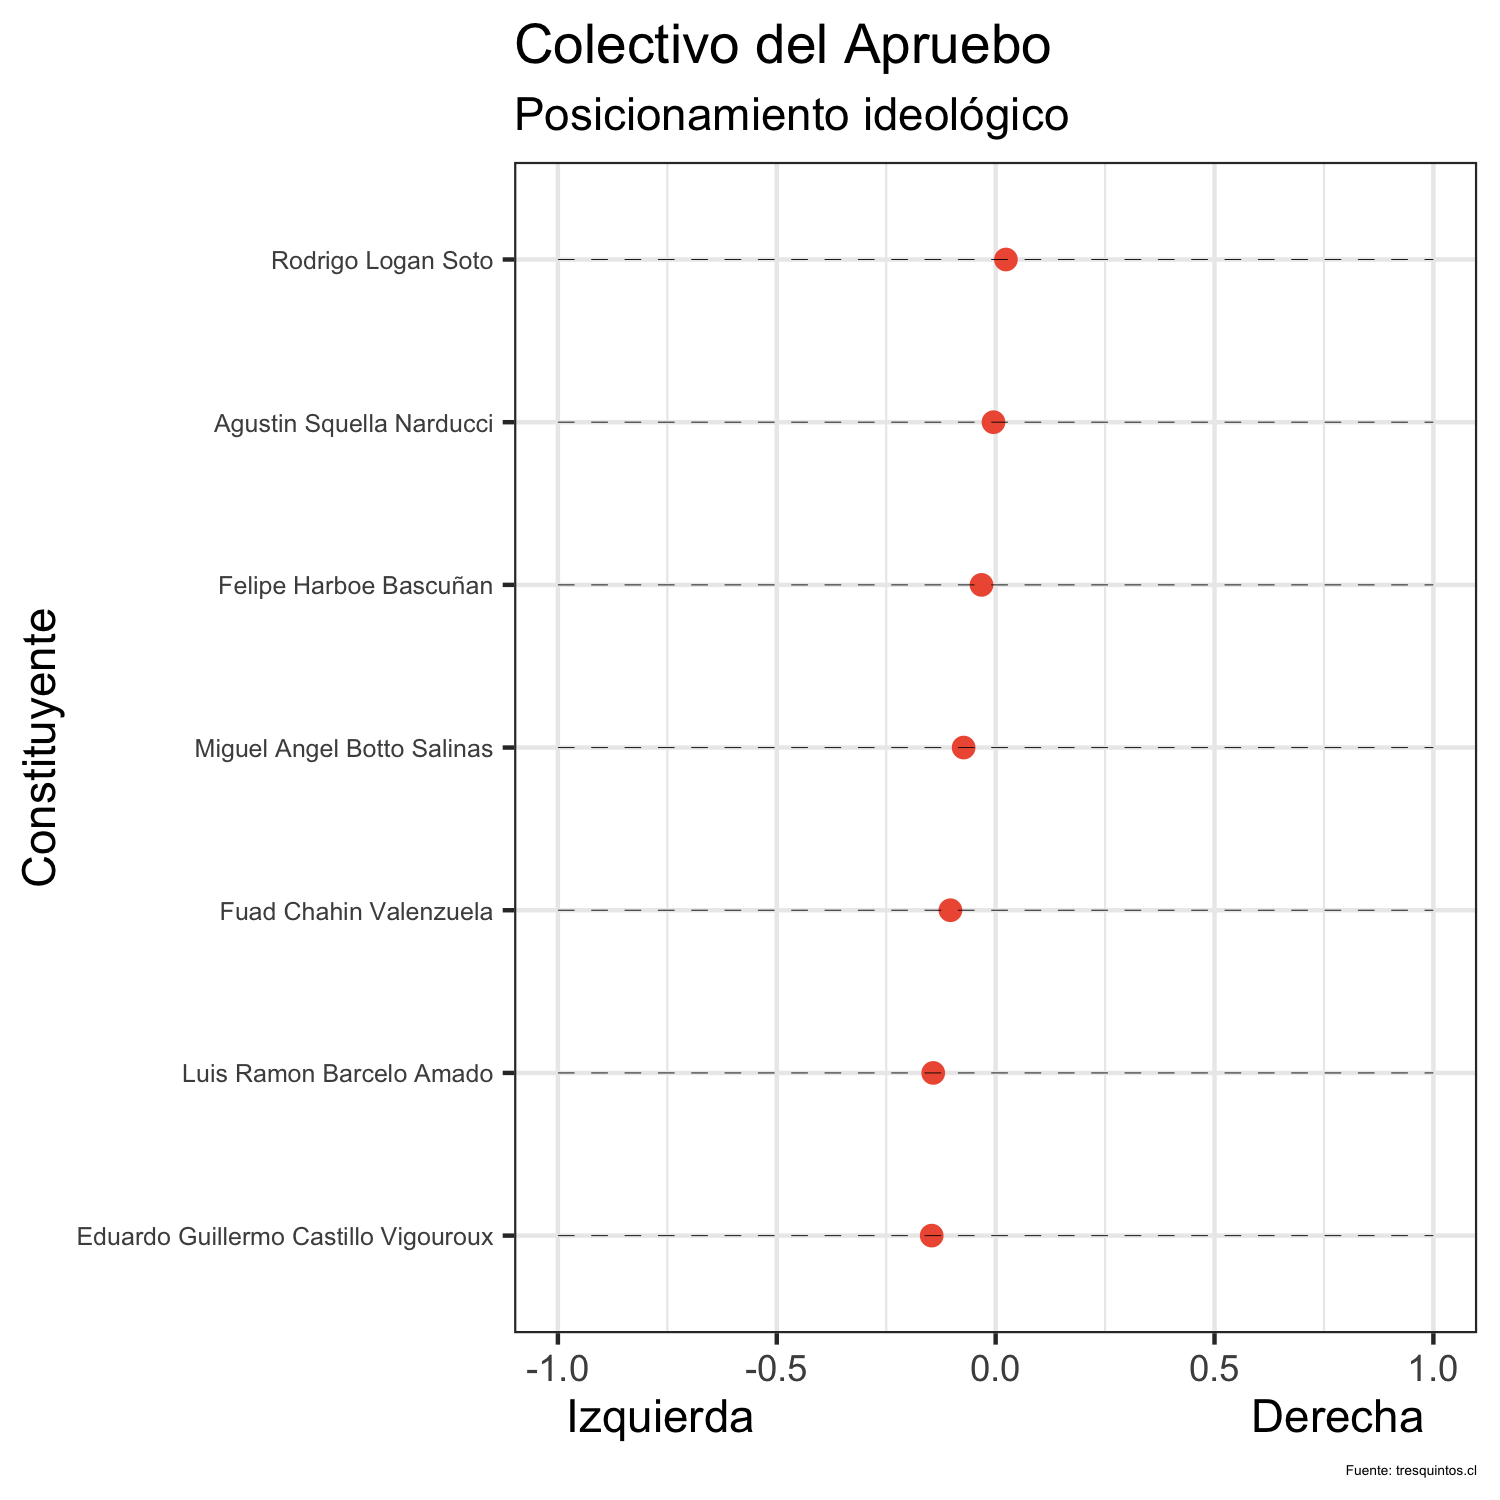 Colectivo del Apruebo
Posicionamiento ideológico
Constituyente
Rodrigo Logan Soto
Agustin Squella Narducci
Felipe Harboe Bascuñan
Miguel Angel Botto Salinas
Fuad Chahin Valenzuela
Luis Ramon Barcelo Amado
Eduardo Guillermo Castillo Vigouroux
-1.0 -0.5 0.0 0.5 1.0
Izquierda Derecha
Fuente: tresquintos.cl